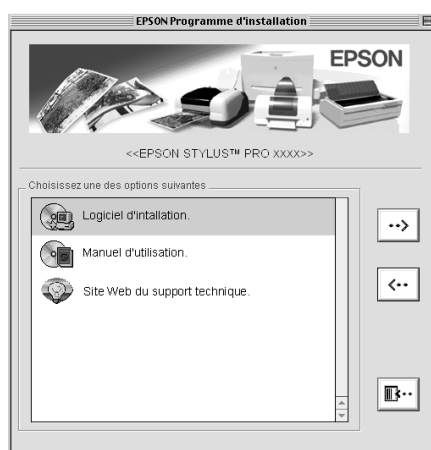 EPSON Programme d'installation
EPSON
<<EPSON STYLUS™ PRO XXXX>>
Choisissez une des options suivantes
Logiciel d'intallation.
Manuel d'utilisation.
Site Web du support technique.